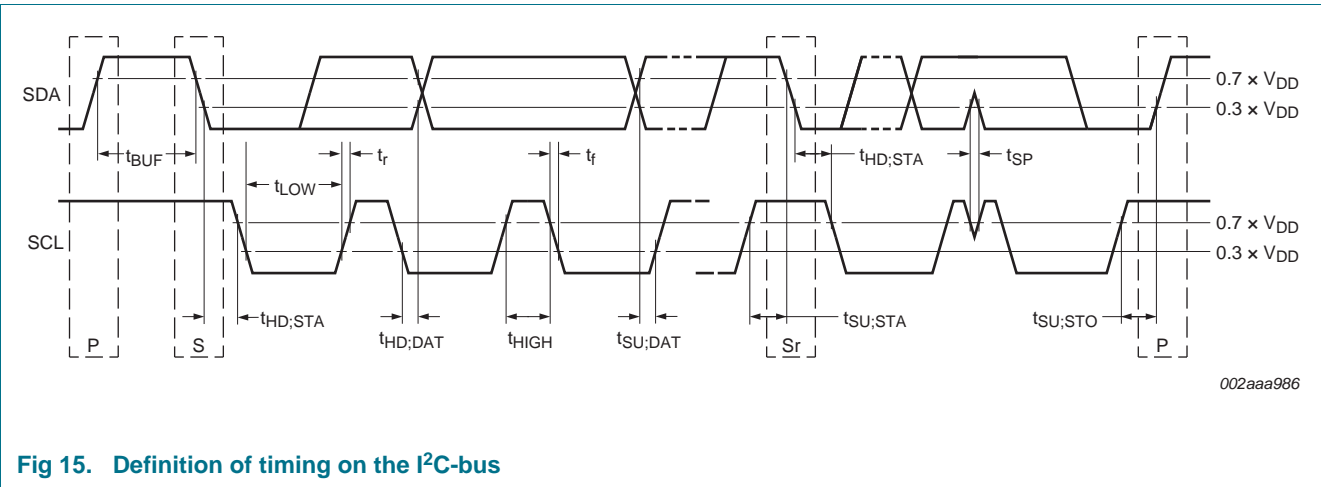 SDA
0.7 × VDD
0.3 × VDD
tBUF
tr
tf
tHD;STA
tSP
tLOW
SCL
0.7 × VDD
0.3 × VDD
tHD;STA
tHD;DAT
tHIGH
tSU;DAT
tSU;STA
tSU;STO
P
S
Sr
P
002aaa986
Fig 15. Definition of timing on the I²C-bus